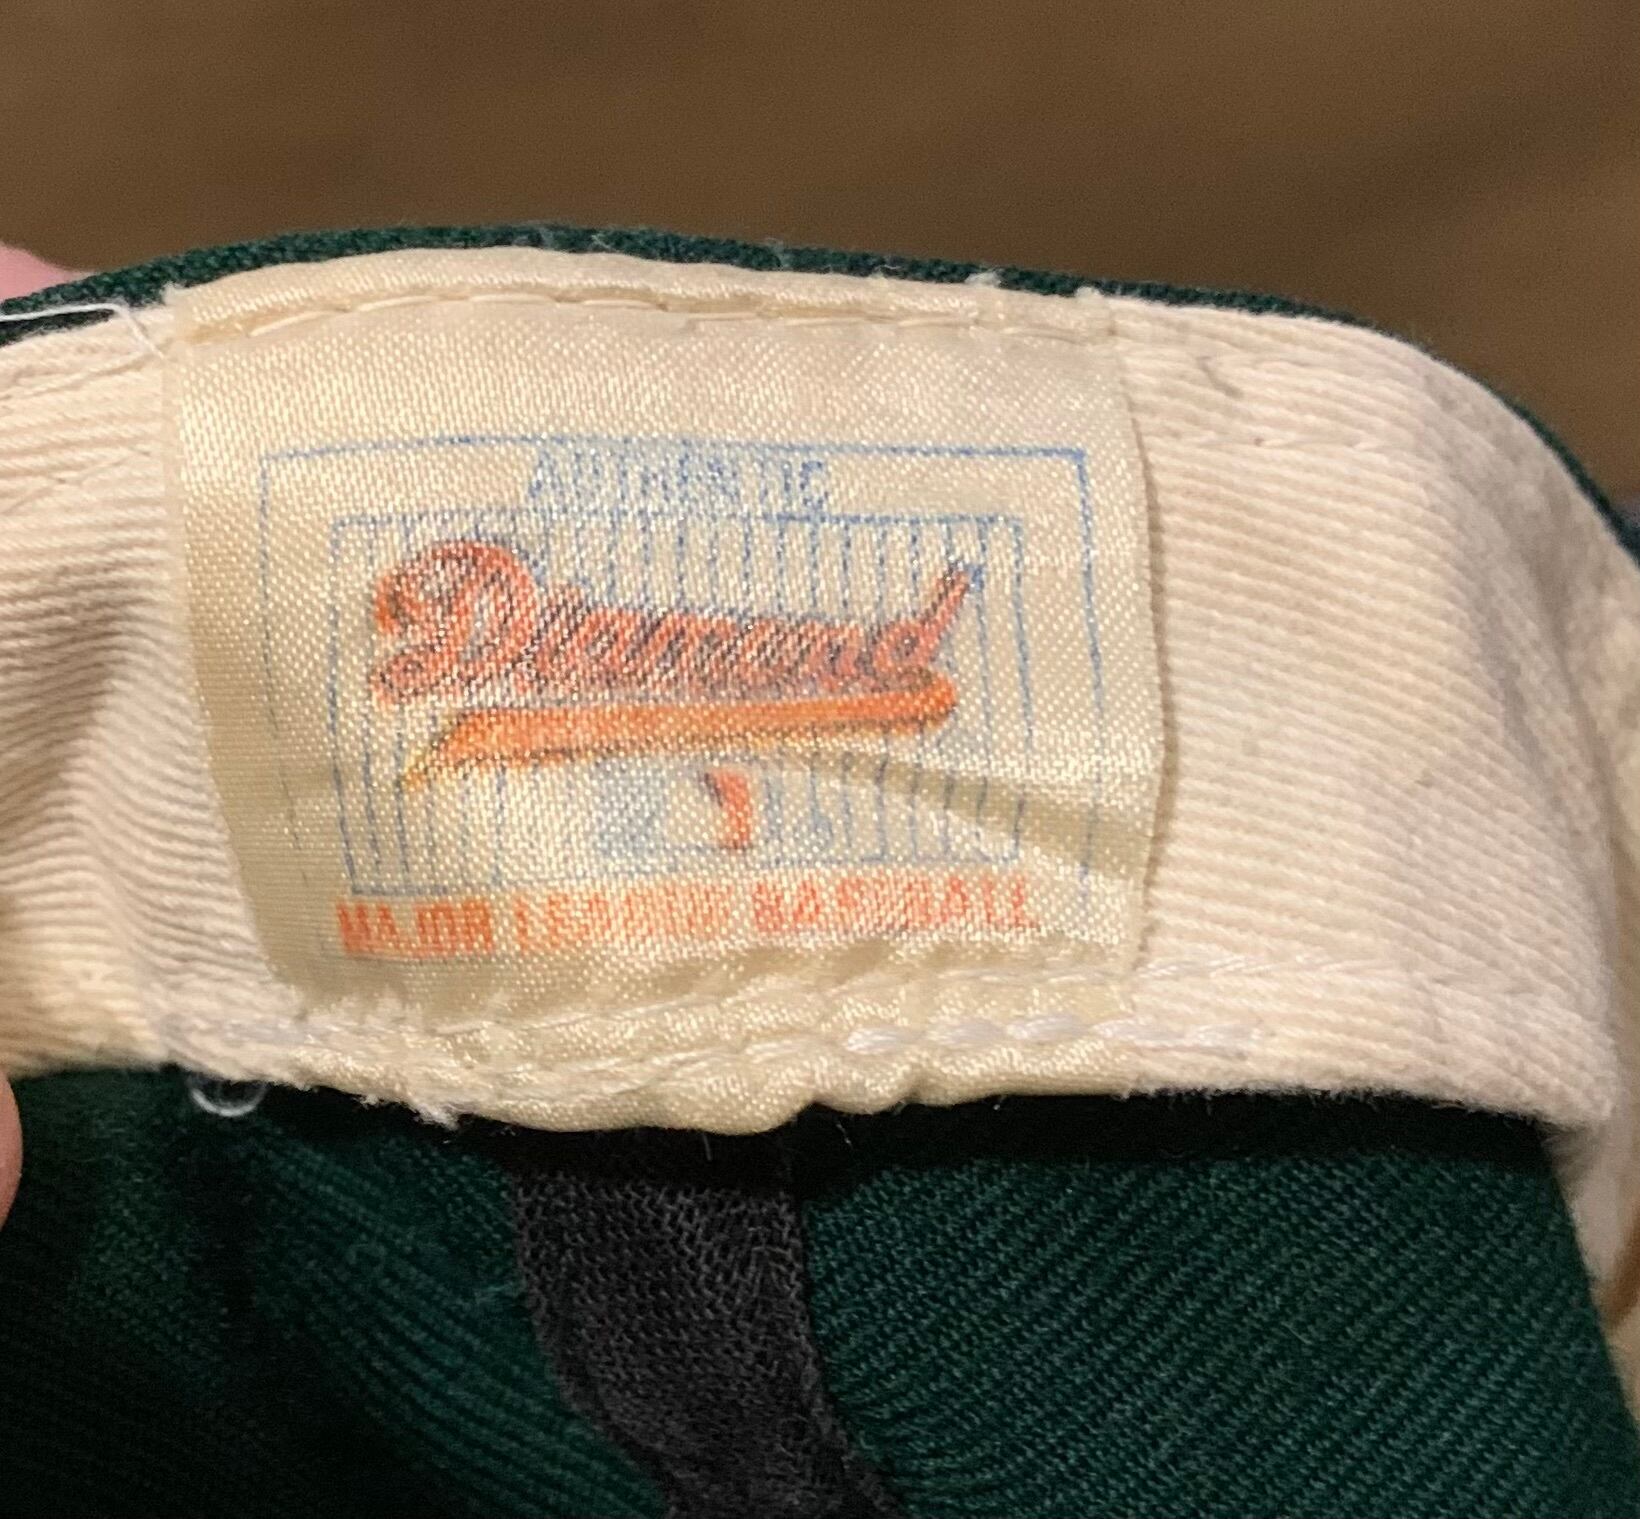 AUTHENTIC
Diamond
MAJOR LEAGUE BASEBALL